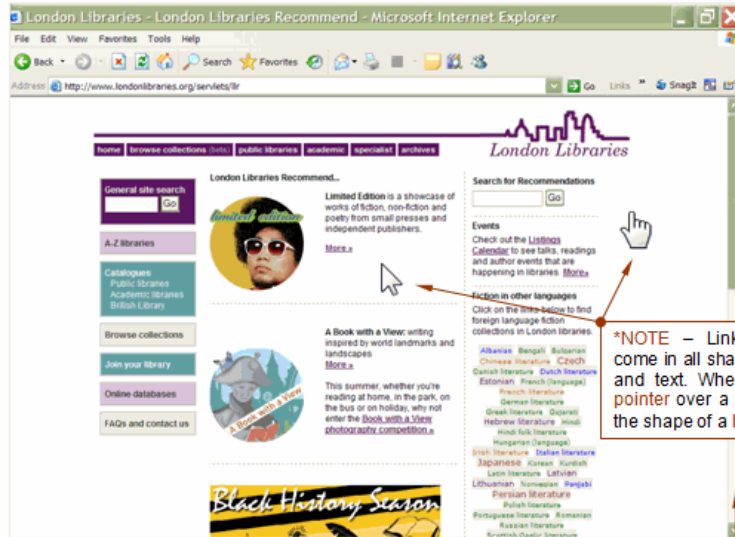 London Libraries - London Libraries Recommend - Microsoft Internet Explorer
File Edit View Favorites Tools Help
Back Search Favorites
Address http://www.londonlibraries.org/servlets/llr Go Links » SnagIt
London Libraries
home browse collections (beta) public libraries academic specialist archives
General site search
Go
A-Z libraries
Catalogues
Public libraries
Academic libraries
British Library
Browse collections
Join your library
Online databases
FAQs and contact us
London Libraries Recommend...
limited edition
Limited Edition is a showcase of
works of fiction, non-fiction and
poetry from small presses and
independent publishers.
More »
A Book with a View
A Book with a View: writing
inspired by world landmarks and
landscapes
More »
This summer, whether you're
reading at home, in the park, on
the bus or on holiday, why not
enter the Book with a View
photography competition »
Black History Season
Search for Recommendations
Go
Events
Check out the Listings
Calendar to see talks, readings
and author events that are
happening in libraries. More»
Fiction in other languages
Click on the links below to find
foreign language fiction
collections in London libraries.
Albanian Bengali Bulgarian
Chinese literature Czech
Danish literature Dutch literature
Estonian French (language)
French literature
German literature
Greek literature Gujarati
Hebrew literature Hindi
Hindi folk literature
Hungarian (language)
Irish literature Italian literature
Japanese Korean Kurdish
Latin literature Latvian
Lithuanian Norwegian Panjabi
Persian literature
Polish literature
Portuguese literature Romanian
Russian literature
Scottish Gaelic literature
*NOTE – Link
come in all sha
and text. Whe
pointer over a
the shape of a